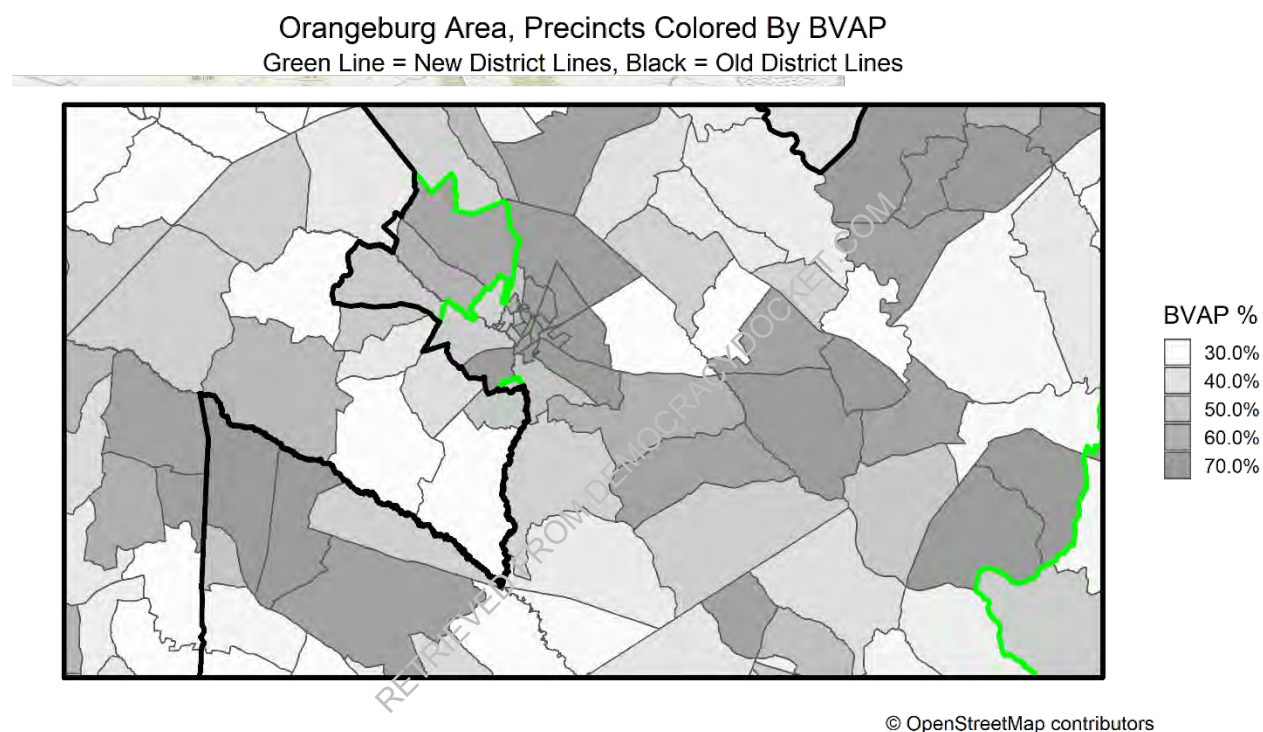 Orangeburg Area, Precincts Colored By BVAP
Green Line = New District Lines, Black = Old District Lines
RETRIEVED FROM DEMOCRACYDOCKET.COM
BVAP %
30.0%
40.0%
50.0%
60.0%
70.0%
© OpenStreetMap contributors